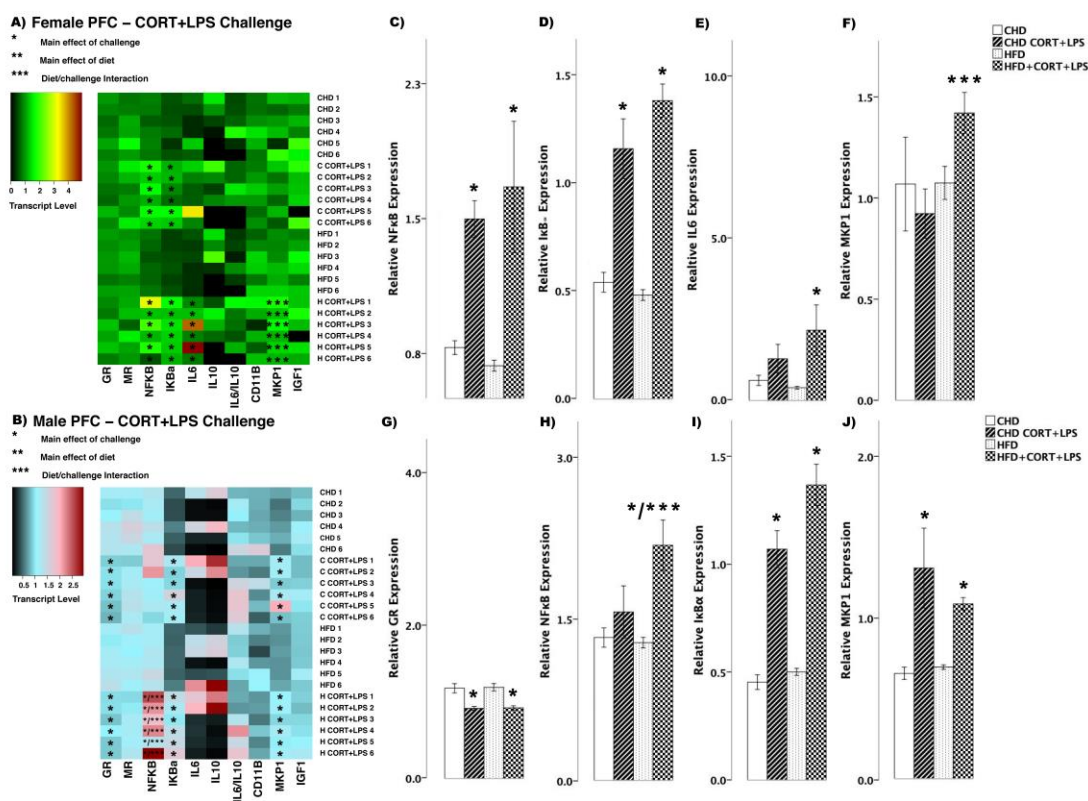 A) Female PFC – CORT+LPS Challenge
* Main effect of challenge
** Main effect of diet
*** Diet/challenge Interaction
0 1 2 3 4
Transcript Level
CHD 1
CHD 2
CHD 3
CHD 4
CHD 5
CHD 6
C CORT+LPS 1
C CORT+LPS 2
C CORT+LPS 3
C CORT+LPS 4
C CORT+LPS 5
C CORT+LPS 6
HFD 1
HFD 2
HFD 3
HFD 4
HFD 5
HFD 6
H CORT+LPS 1
H CORT+LPS 2
H CORT+LPS 3
H CORT+LPS 4
H CORT+LPS 5
H CORT+LPS 6
GR MR NFKB IKBa IL6 IL10 IL6/IL10 CD11B MKP1 IGF1
C)
Relative NFκB Expression
2.3
1.5
0.8
* *
D)
Relative IκB- Expression
1.5
1.0
0.5
0.0
* *
E)
Realtive IL6 Expression
10.0
5.0
0.0
*
F)
Relative MKP1 Expression
1.5
1.0
0.5
0.0
***
CHD
CHD CORT+LPS
HFD
HFD+CORT+LPS
B) Male PFC – CORT+LPS Challenge
* Main effect of challenge
** Main effect of diet
*** Diet/challenge Interaction
0.5 1 1.5 2 2.5
Transcript Level
CHD 1
CHD 2
CHD 3
CHD 4
CHD 5
CHD 6
C CORT+LPS 1
C CORT+LPS 2
C CORT+LPS 3
C CORT+LPS 4
C CORT+LPS 5
C CORT+LPS 6
HFD 1
HFD 2
HFD 3
HFD 4
HFD 5
HFD 6
H CORT+LPS 1
H CORT+LPS 2
H CORT+LPS 3
H CORT+LPS 4
H CORT+LPS 5
H CORT+LPS 6
GR MR NFKB IKBa IL6 IL10 IL6/IL10 CD11B MKP1 IGF1
G)
Relative GR Expression
4.0
2.0
0.0
* *
H)
Relative NFκB Expression
3.0
1.5
0.0
*/***
I)
Relative IκBα Expression
1.5
1.0
0.5
0.0
* *
J)
Relative MKP1 Expression
2.0
1.0
0.0
* *
CHD
CHD CORT+LPS
HFD
HFD+CORT+LPS